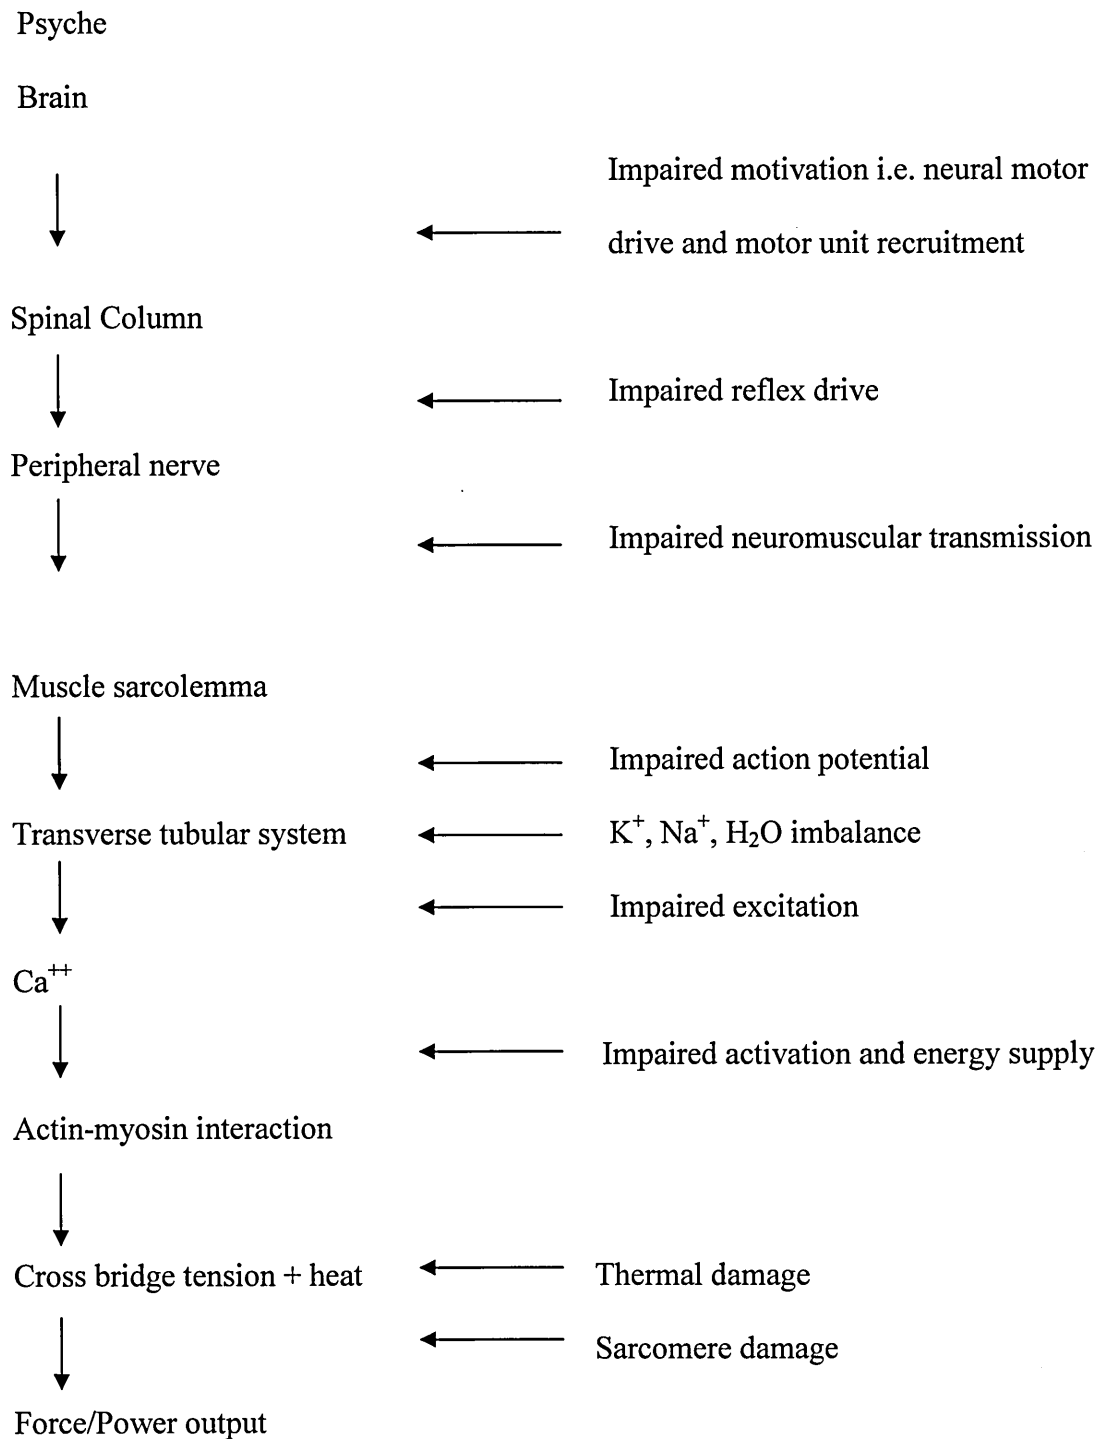 Psyche
Brain
Impaired motivation i.e. neural motor
drive and motor unit recruitment
Spinal Column
Impaired reflex drive
Peripheral nerve
Impaired neuromuscular transmission
Muscle sarcolemma
Impaired action potential
Transverse tubular system
K⁺, Na⁺, H₂O imbalance
Impaired excitation
Ca⁺⁺
Impaired activation and energy supply
Actin-myosin interaction
Cross bridge tension + heat
Thermal damage
Sarcomere damage
Force/Power output